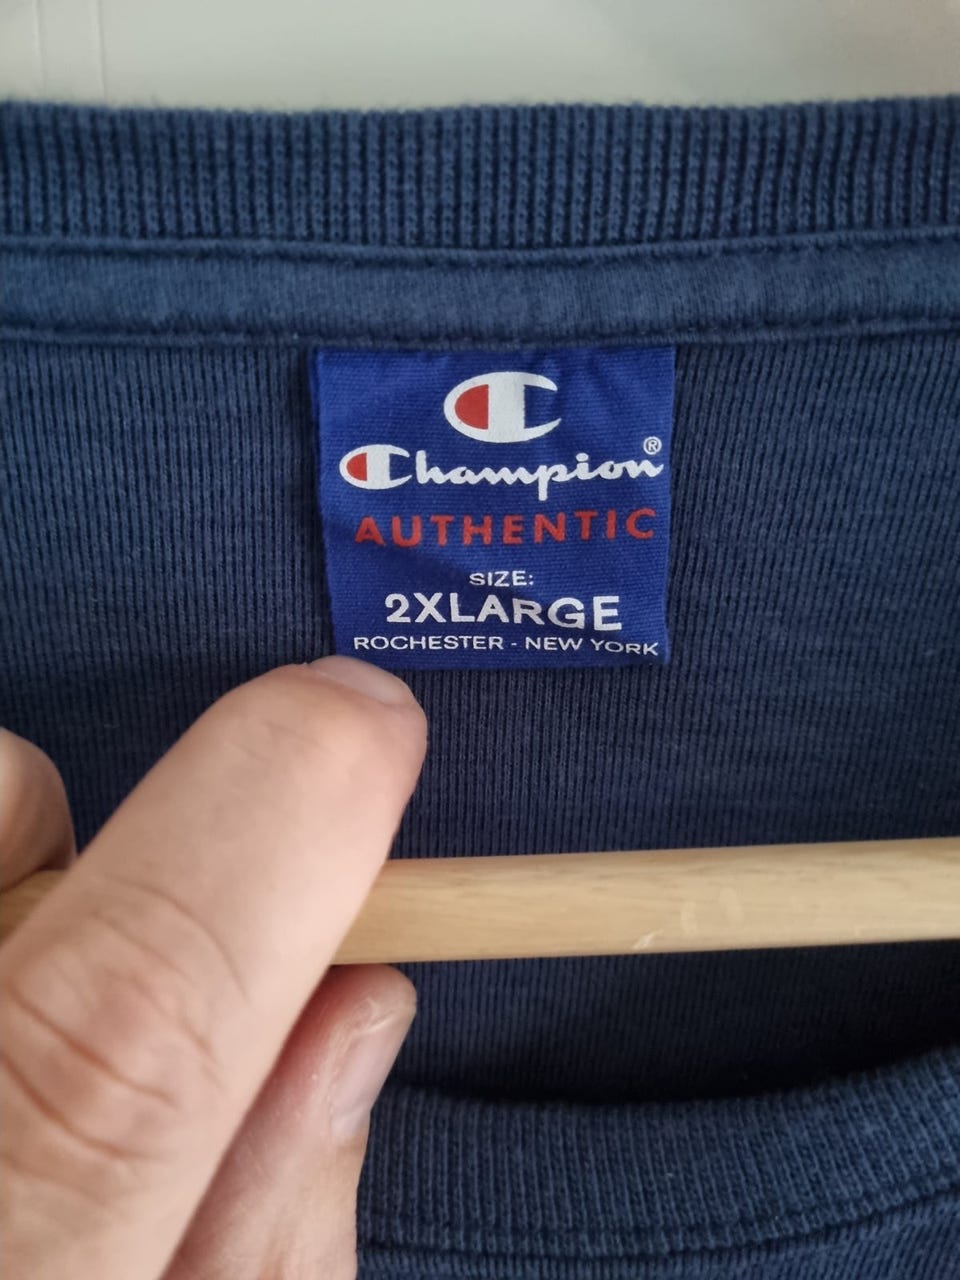 Champion®
AUTHENTIC
SIZE:
2XLARGE
ROCHESTER - NEW YORK